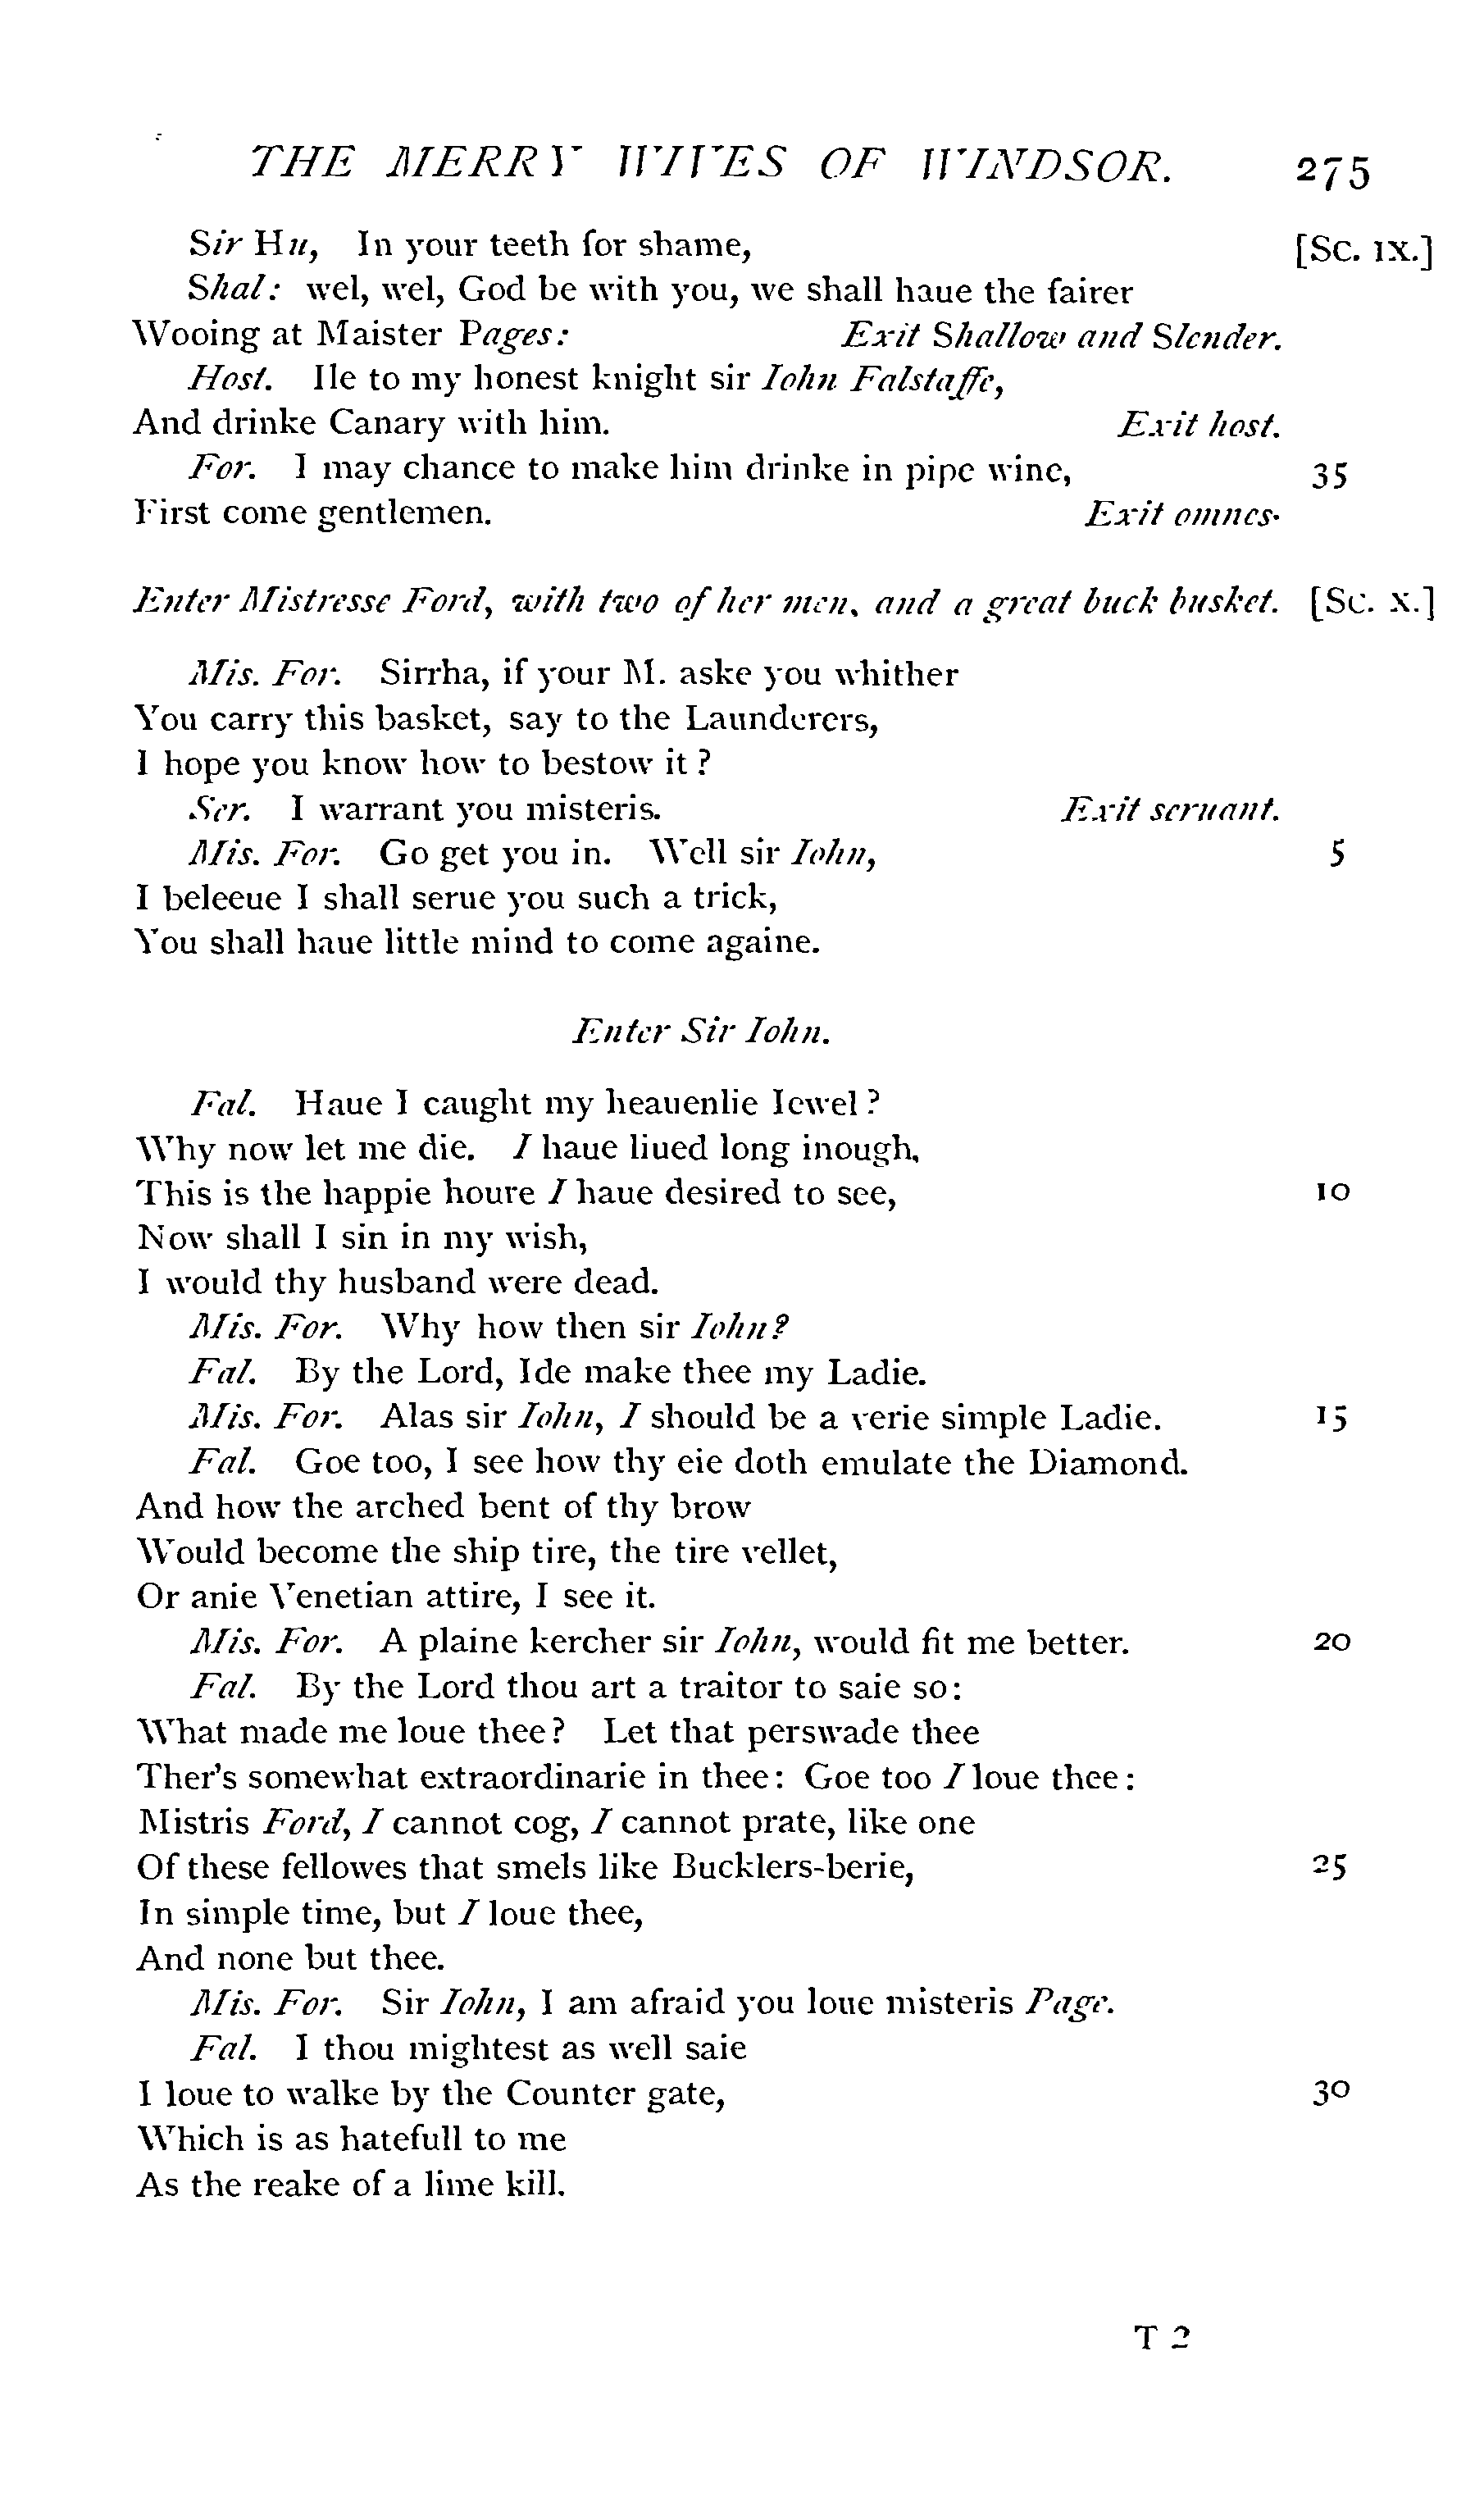 THE MERRY WIVES OF WINDSOR. 275
Sir Hu, In your teeth for shame, [Sc. IX.]
Shal: wel, wel, God be with you, we shall haue the fairer
Wooing at Maister Pages: Exit Shallow and Slender.
Host. Ile to my honest knight sir Iohn Falstaffe,
And drinke Canary with him. Exit host.
For. I may chance to make him drinke in pipe wine, 35
First come gentlemen. Exit omnes.
Enter Mistresse Ford, with two of her men, and a great buck busket. [Sc. X.]
Mis. For. Sirrha, if your M. aske you whither
You carry this basket, say to the Launderers,
I hope you know how to bestow it?
Ser. I warrant you misteris. Exit seruant.
Mis. For. Go get you in. Well sir Iohn, 5
I beleeue I shall serue you such a trick,
You shall haue little mind to come againe.
Enter Sir Iohn.
Fal. Haue I caught my heauenlie Iewel?
Why now let me die. I haue liued long inough,
This is the happie houre I haue desired to see, 10
Now shall I sin in my wish,
I would thy husband were dead.
Mis. For. Why how then sir Iohn?
Fal. By the Lord, Ide make thee my Ladie.
Mis. For. Alas sir Iohn, I should be a verie simple Ladie. 15
Fal. Goe too, I see how thy eie doth emulate the Diamond.
And how the arched bent of thy brow
Would become the ship tire, the tire vellet,
Or anie Venetian attire, I see it.
Mis. For. A plaine kercher sir Iohn, would fit me better. 20
Fal. By the Lord thou art a traitor to saie so:
What made me loue thee? Let that perswade thee
Ther's somewhat extraordinarie in thee: Goe too I loue thee:
Mistris Ford, I cannot cog, I cannot prate, like one
Of these fellowes that smels like Bucklers-berie, 25
In simple time, but I loue thee,
And none but thee.
Mis. For. Sir Iohn, I am afraid you loue misteris Page.
Fal. I thou mightest as well saie
I loue to walke by the Counter gate, 30
Which is as hatefull to me
As the reake of a lime kill.
T 2